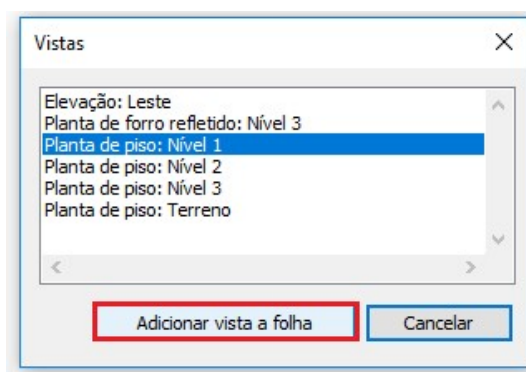 Vistas
Elevação: Leste
Planta de forro refletido: Nível 3
Planta de piso: Nível 1
Planta de piso: Nível 2
Planta de piso: Nível 3
Planta de piso: Terreno
Adicionar vista a folha
Cancelar